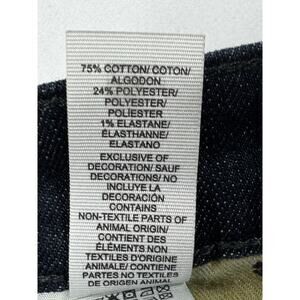 75% COTTON/ COTON/
ALGODON
24% POLYESTER/
POLYESTER/
POLÍESTER
1% ELASTANE/
ÉLASTHANNE/
ELASTANO
EXCLUSIVE OF
DECORATION/ SAUF
DECORATIONS/ NO
INCLUYE LA
DECORACIÓN
CONTAINS
NON-TEXTILE PARTS OF
ANIMAL ORIGIN/
CONTIENT DES
ÉLÉMENTS NON
TEXTILES D'ORIGINE
ANIMALE/ CONTIENE
PARTES NO TEXTILES
DE ORIGEN ANIMAL